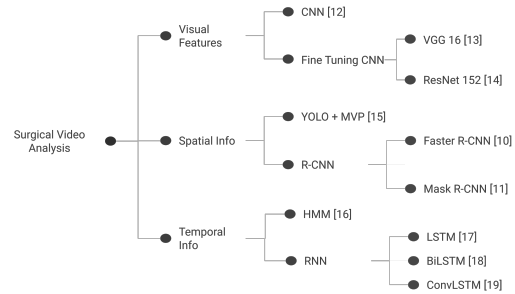 Surgical Video
Analysis
Visual
Features
CNN [12]
Fine Tuning CNN
VGG 16 [13]
ResNet 152 [14]
Spatial Info
YOLO + MVP [15]
R-CNN
Faster R-CNN [10]
Mask R-CNN [11]
Temporal
Info
HMM [16]
RNN
LSTM [17]
BiLSTM [18]
ConvLSTM [19]